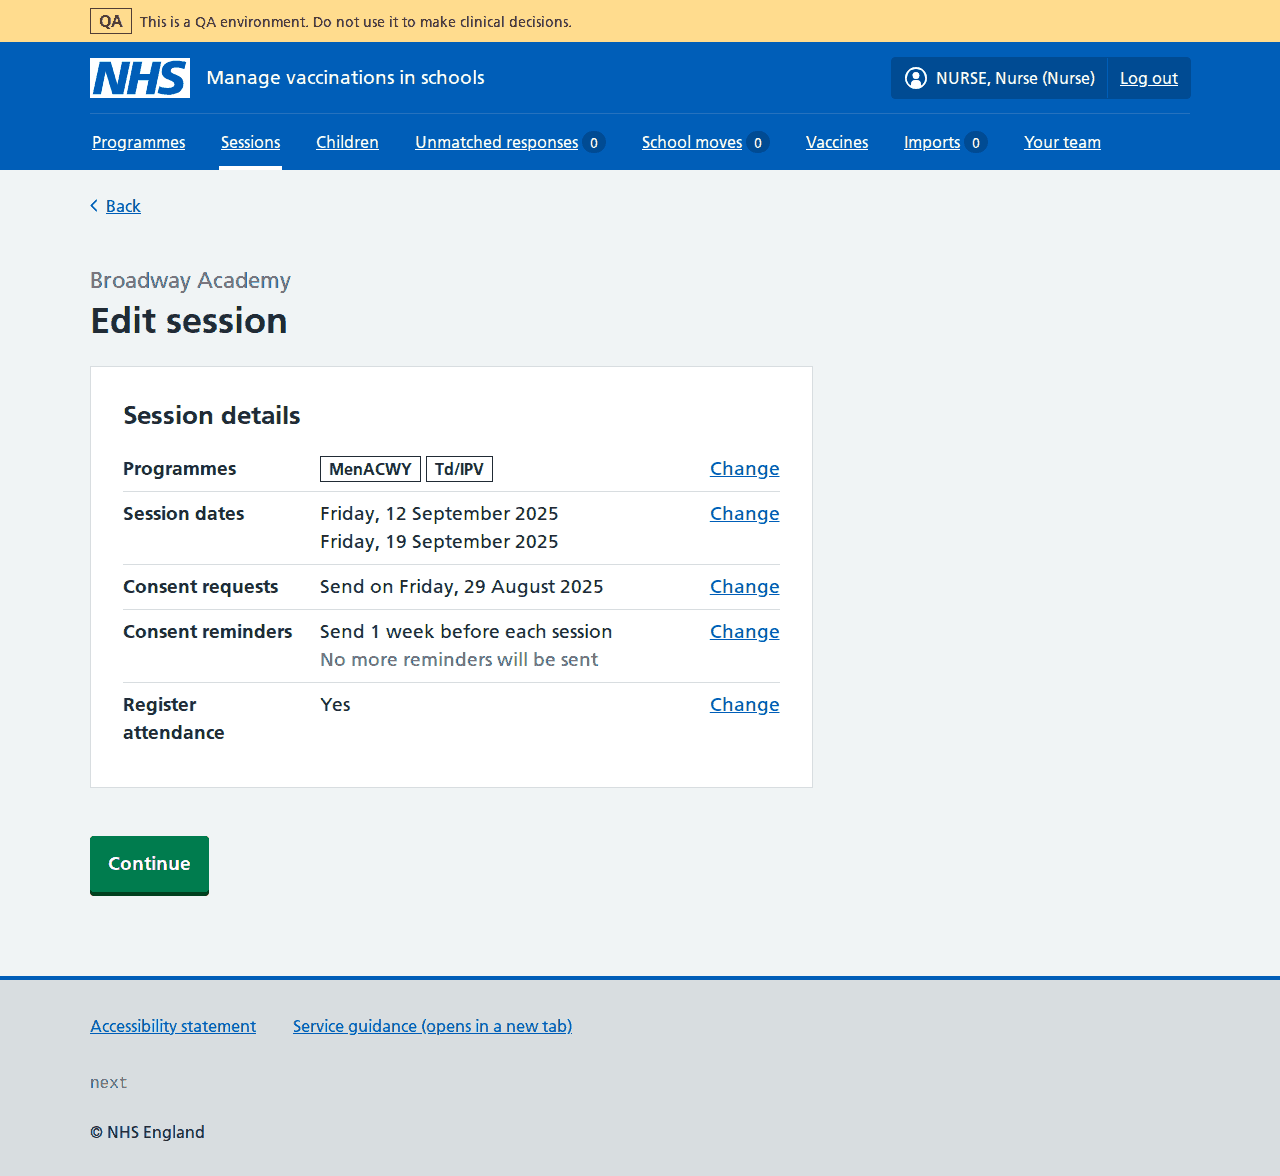 QA This is a QA environment. Do not use it to make clinical decisions.
NHS Manage vaccinations in schools NURSE, Nurse (Nurse) Log out
Programmes Sessions Children Unmatched responses 0 School moves 0 Vaccines Imports 0 Your team
Back
Broadway Academy
Edit session
Session details
Programmes MenACWY Td/IPV Change
Session dates Friday, 12 September 2025 Change
Friday, 19 September 2025
Consent requests Send on Friday, 29 August 2025 Change
Consent reminders Send 1 week before each session Change
No more reminders will be sent
Register Yes Change
attendance
Continue
Accessibility statement Service guidance (opens in a new tab)
next
© NHS England